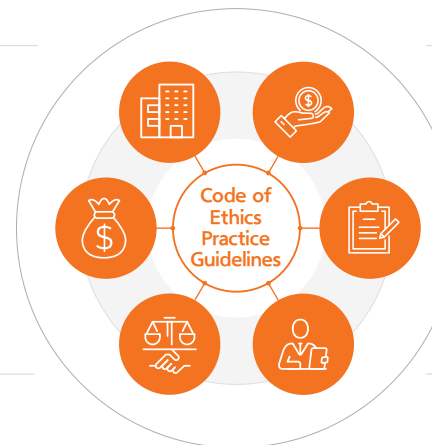 Code of
Ethics
Practice
Guidelines
$
$